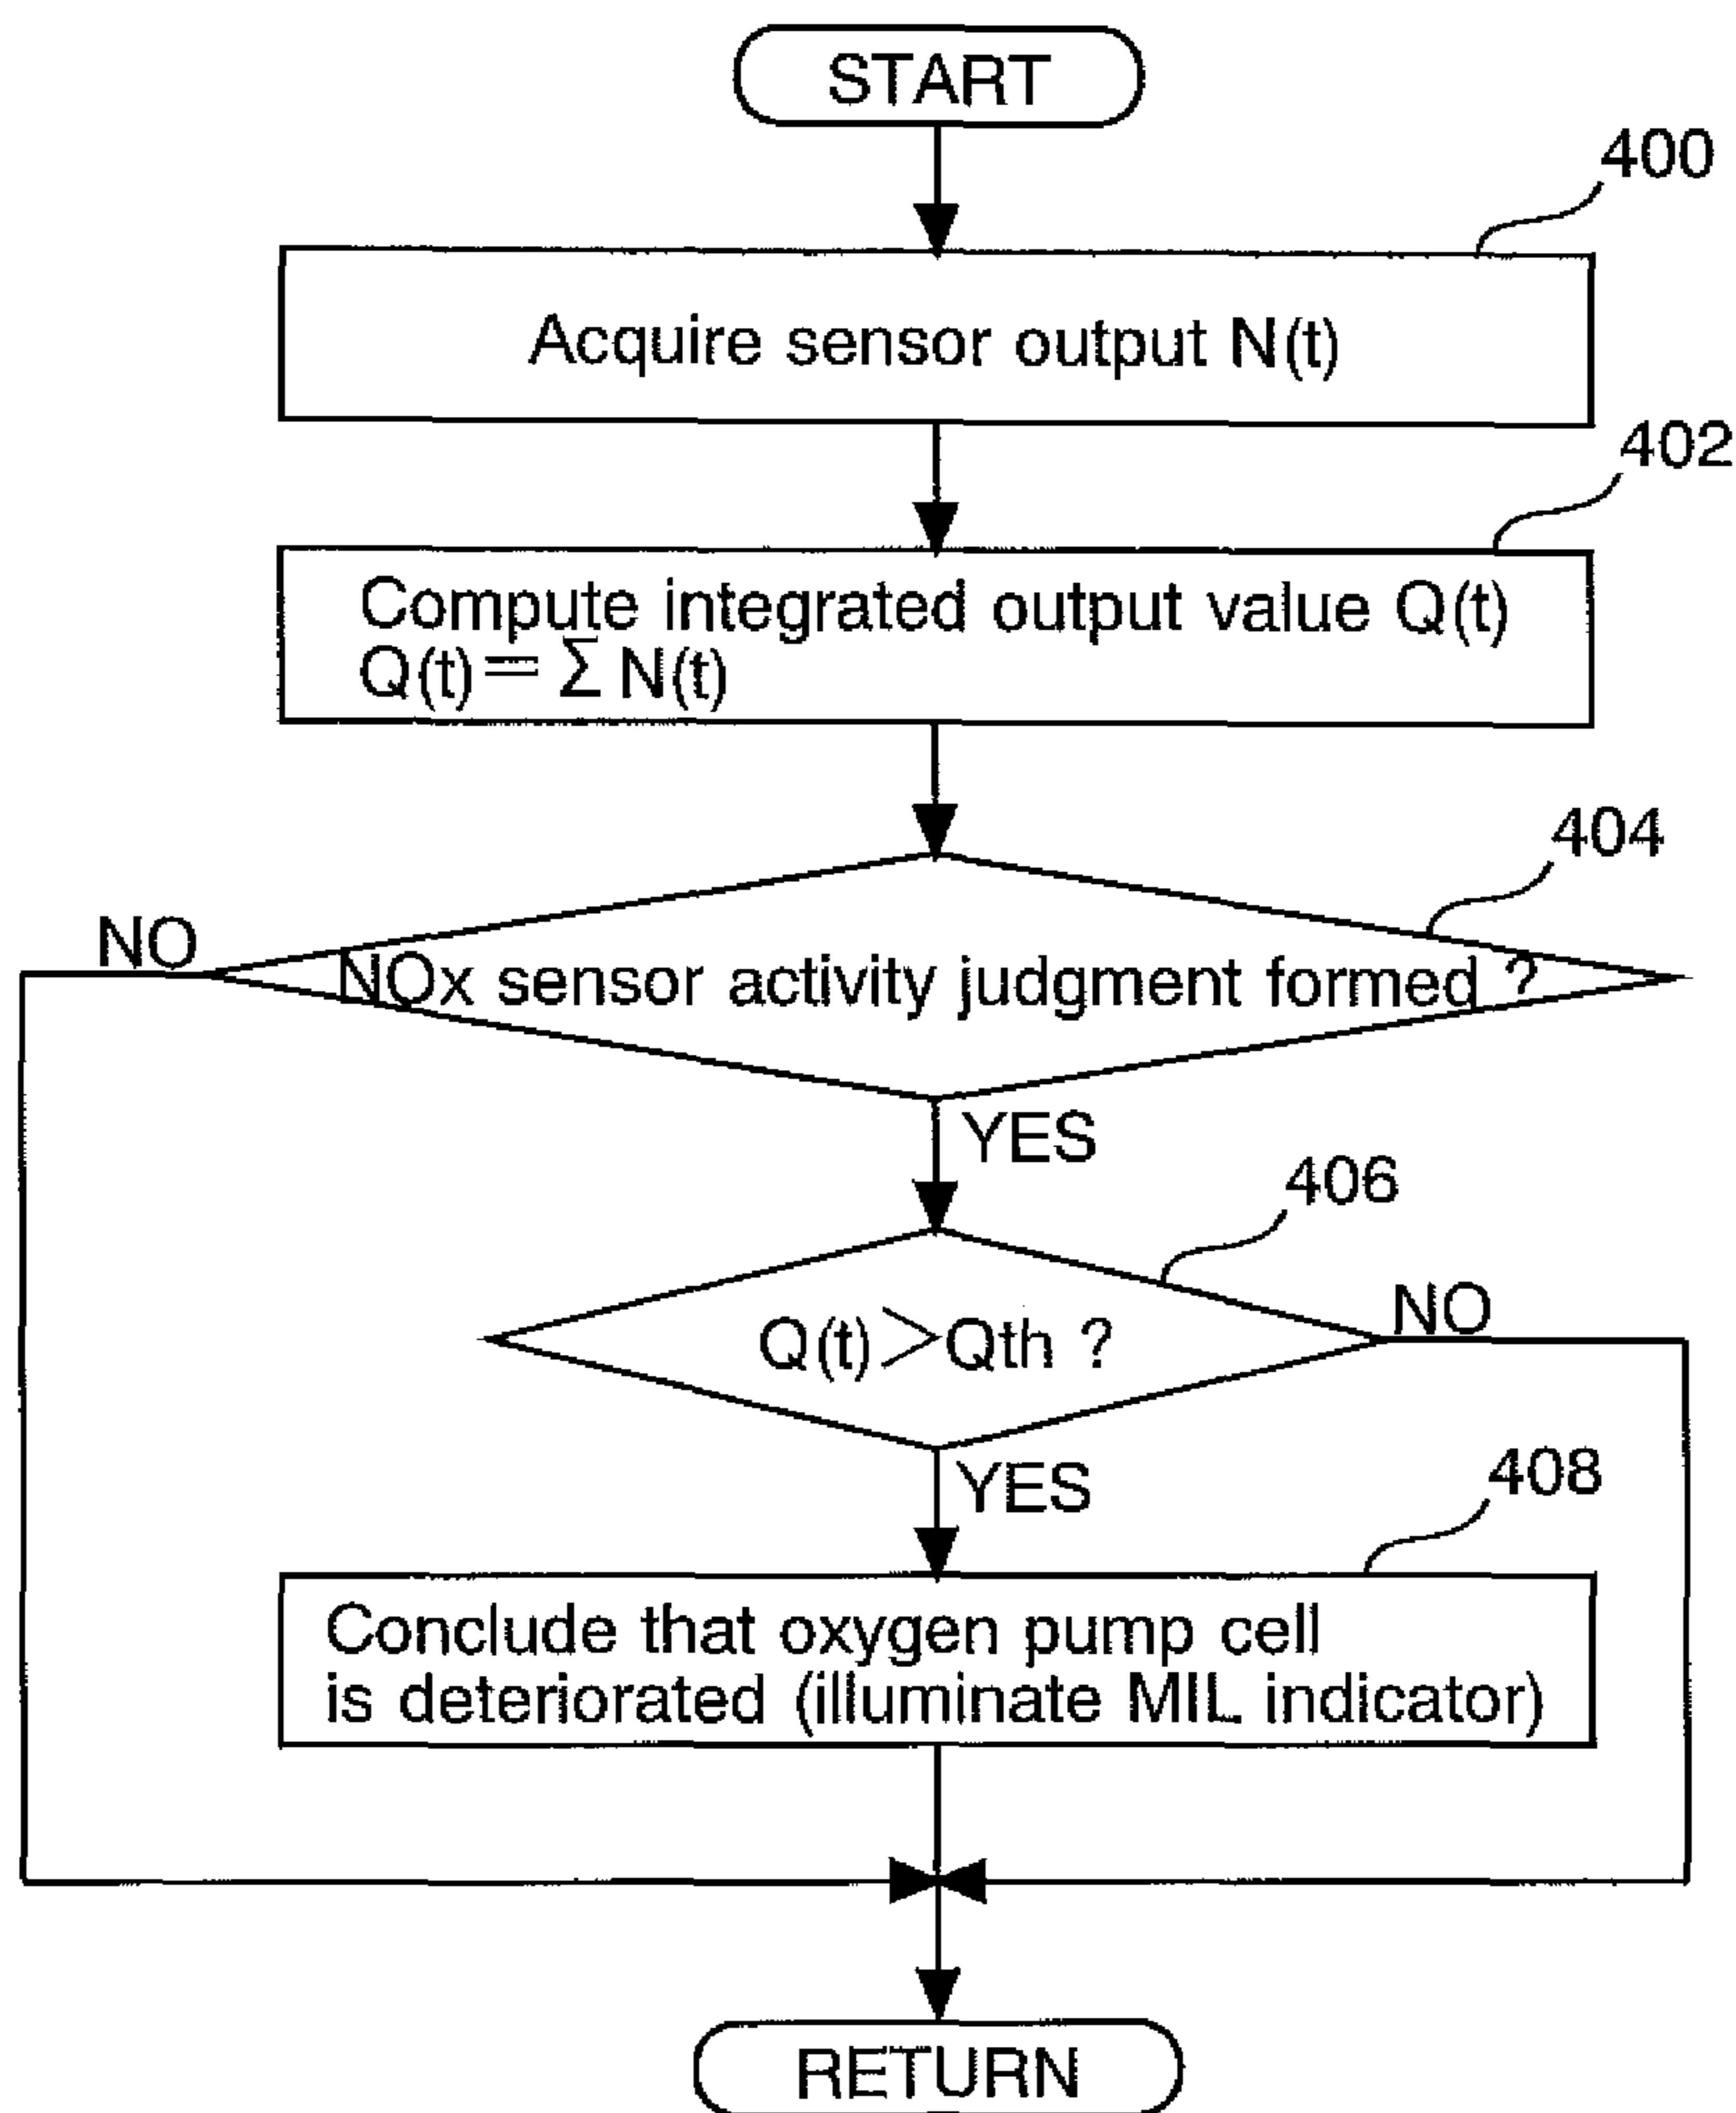 START
400
Acquire sensor output N(t)
402
Compute integrated output value Q(t)
Q(t)=Σ N(t)
404
NO
NOx sensor activity judgment formed ?
YES
406
NO
Q(t)>Qth ?
YES
408
Conclude that oxygen pump cell
is deteriorated (illuminate MIL indicator)
RETURN